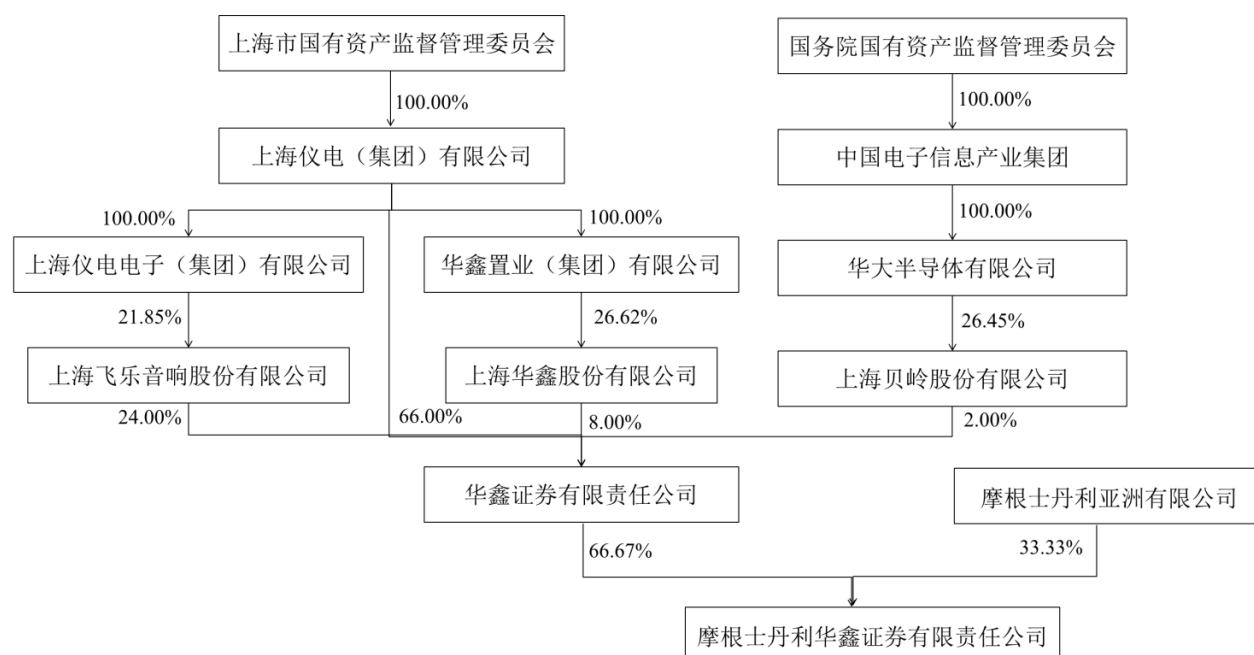 上海市国有资产监督管理委员会
国务院国有资产监督管理委员会
100.00%
100.00%
上海仪电（集团）有限公司
中国电子信息产业集团
100.00%
100.00%
100.00%
上海仪电电子（集团）有限公司
华鑫置业（集团）有限公司
华大半导体有限公司
21.85%
26.62%
26.45%
上海飞乐音响股份有限公司
上海华鑫股份有限公司
上海贝岭股份有限公司
24.00%
66.00%
8.00%
2.00%
华鑫证券有限责任公司
摩根士丹利亚洲有限公司
66.67%
33.33%
摩根士丹利华鑫证券有限责任公司